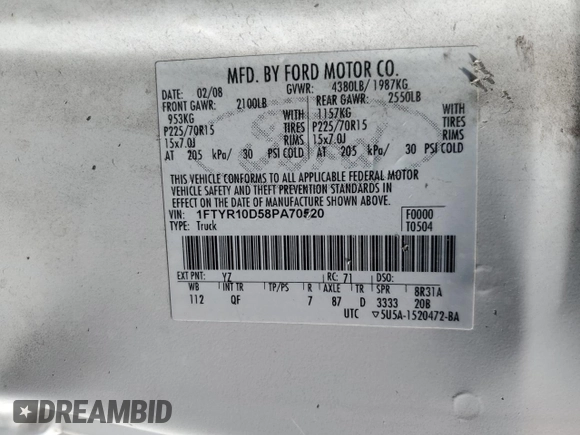 MFD. BY FORD MOTOR CO.
DATE: 02/08 GVWR: 4380LB/ 1987KG
FRONT GAWR: 2100LB REAR GAWR: 2550LB
953KG WITH 1157KG WITH
P225/70R15 TIRES P225/70R15 TIRES
15x7.0J RIMS 15x7.0J RIMS
AT 205 kPa/ 30 PSI COLD AT 205 kPa/ 30 PSI COLD
THIS VEHICLE CONFORMS TO ALL APPLICABLE FEDERAL MOTOR
VEHICLE SAFETY AND THEFT PREVENTION STANDARDS IN
EFFECT ON THE DATE OF MANUFACTURE SHOWN ABOVE.
VIN: 1FTYR10D58PA70520 F0000
TYPE: Truck T0504
EXT PNT: YZ RC: 71 DSO:
WB INT TR TP/PS R AXLE TR SPR 8R31A
112 QF 7 87 D 3333 20B
UTC ▽5U5A-1520472-BA
DREAMBID